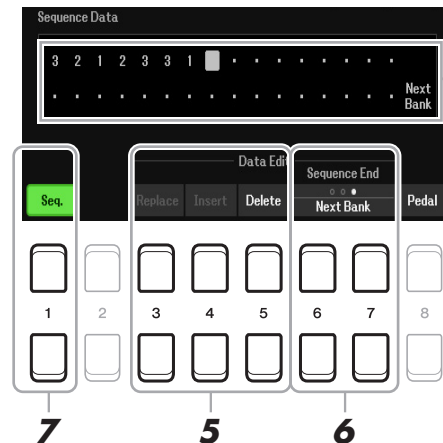 Sequence Data
3 2 1 2 3 3 1
Next
Bank
Data Edit
Sequence End
Seq. Replace Insert Delete Next Bank Pedal
1 2 3 4 5 6 7 8
7 5 6